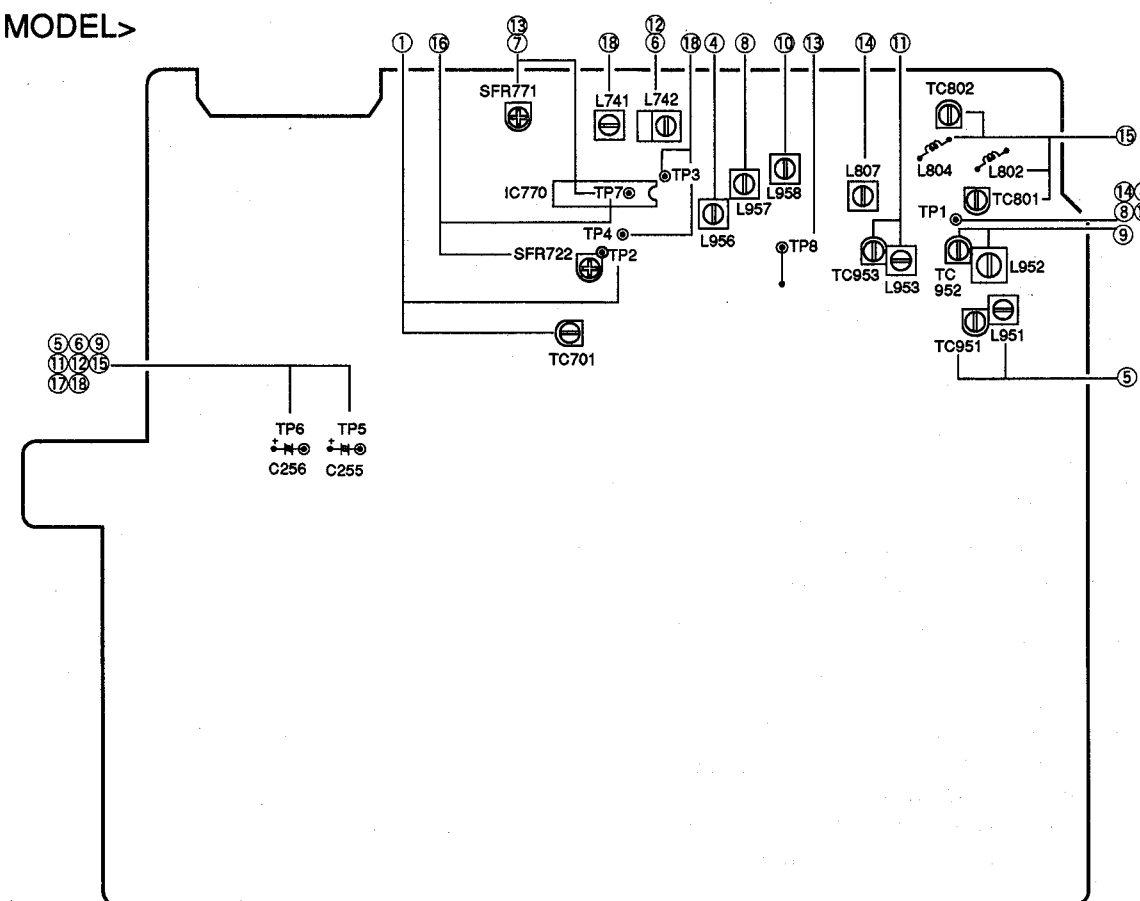 MODEL>
⑬ ⑫
① ⑯ ⑦ ⑱ ⑥ ⑱ ④ ⑧ ⑩ ⑬ ⑭ ⑪
SFR771 L741 L742 TC802
⑮
L804 L802
L807
TP3
IC770 TP7 L958 TC801
L957
⑭
TP1 ⑧
L956
TP4 ⑨
SFR722 TP2 TP8
TC953 L953 TC L952
952
⑤⑥⑨
TC951 L951
⑪⑫⑮ TC701
⑰⑱
⑤
TP6 TP5
+ +
C256 C255